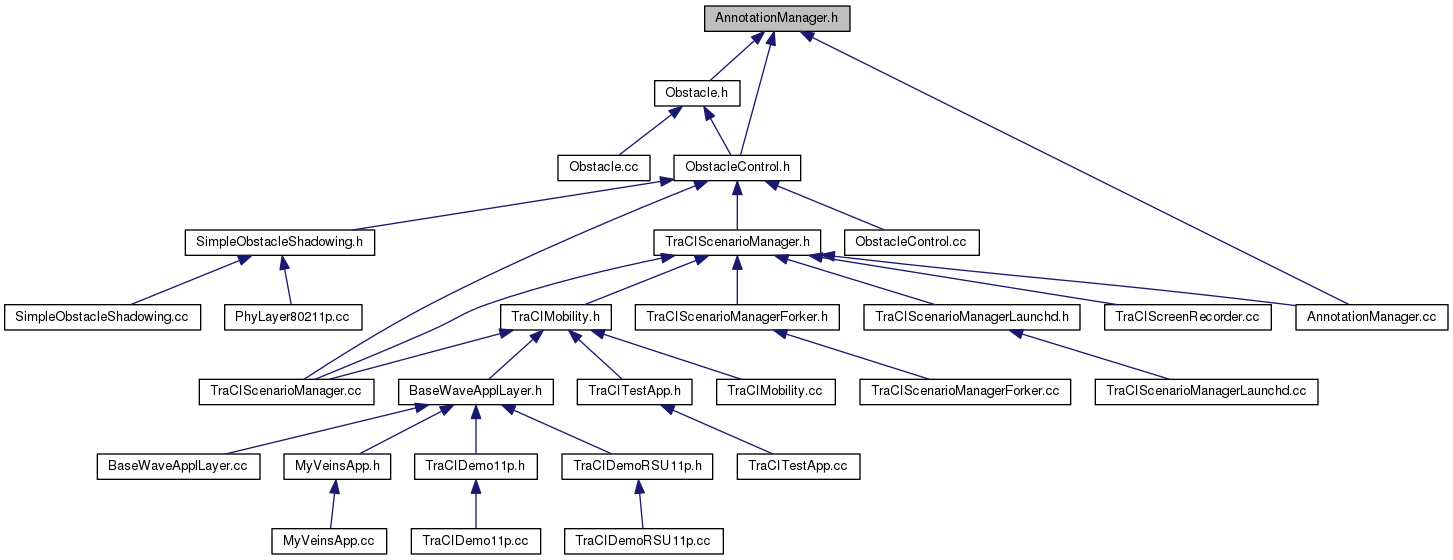 AnnotationManager.h
Obstacle.h
Obstacle.cc
ObstacleControl.h
SimpleObstacleShadowing.h
TraCIScenarioManager.h
ObstacleControl.cc
SimpleObstacleShadowing.cc
PhyLayer80211p.cc
TraCIMobility.h
TraCIScenarioManagerForker.h
TraCIScenarioManagerLaunchd.h
TraCIScreenRecorder.cc
AnnotationManager.cc
TraCIScenarioManager.cc
BaseWaveApplLayer.h
TraCITestApp.h
TraCIMobility.cc
TraCIScenarioManagerForker.cc
TraCIScenarioManagerLaunchd.cc
BaseWaveApplLayer.cc
MyVeinsApp.h
TraCIDemo11p.h
TraCIDemoRSU11p.h
TraCITestApp.cc
MyVeinsApp.cc
TraCIDemo11p.cc
TraCIDemoRSU11p.cc